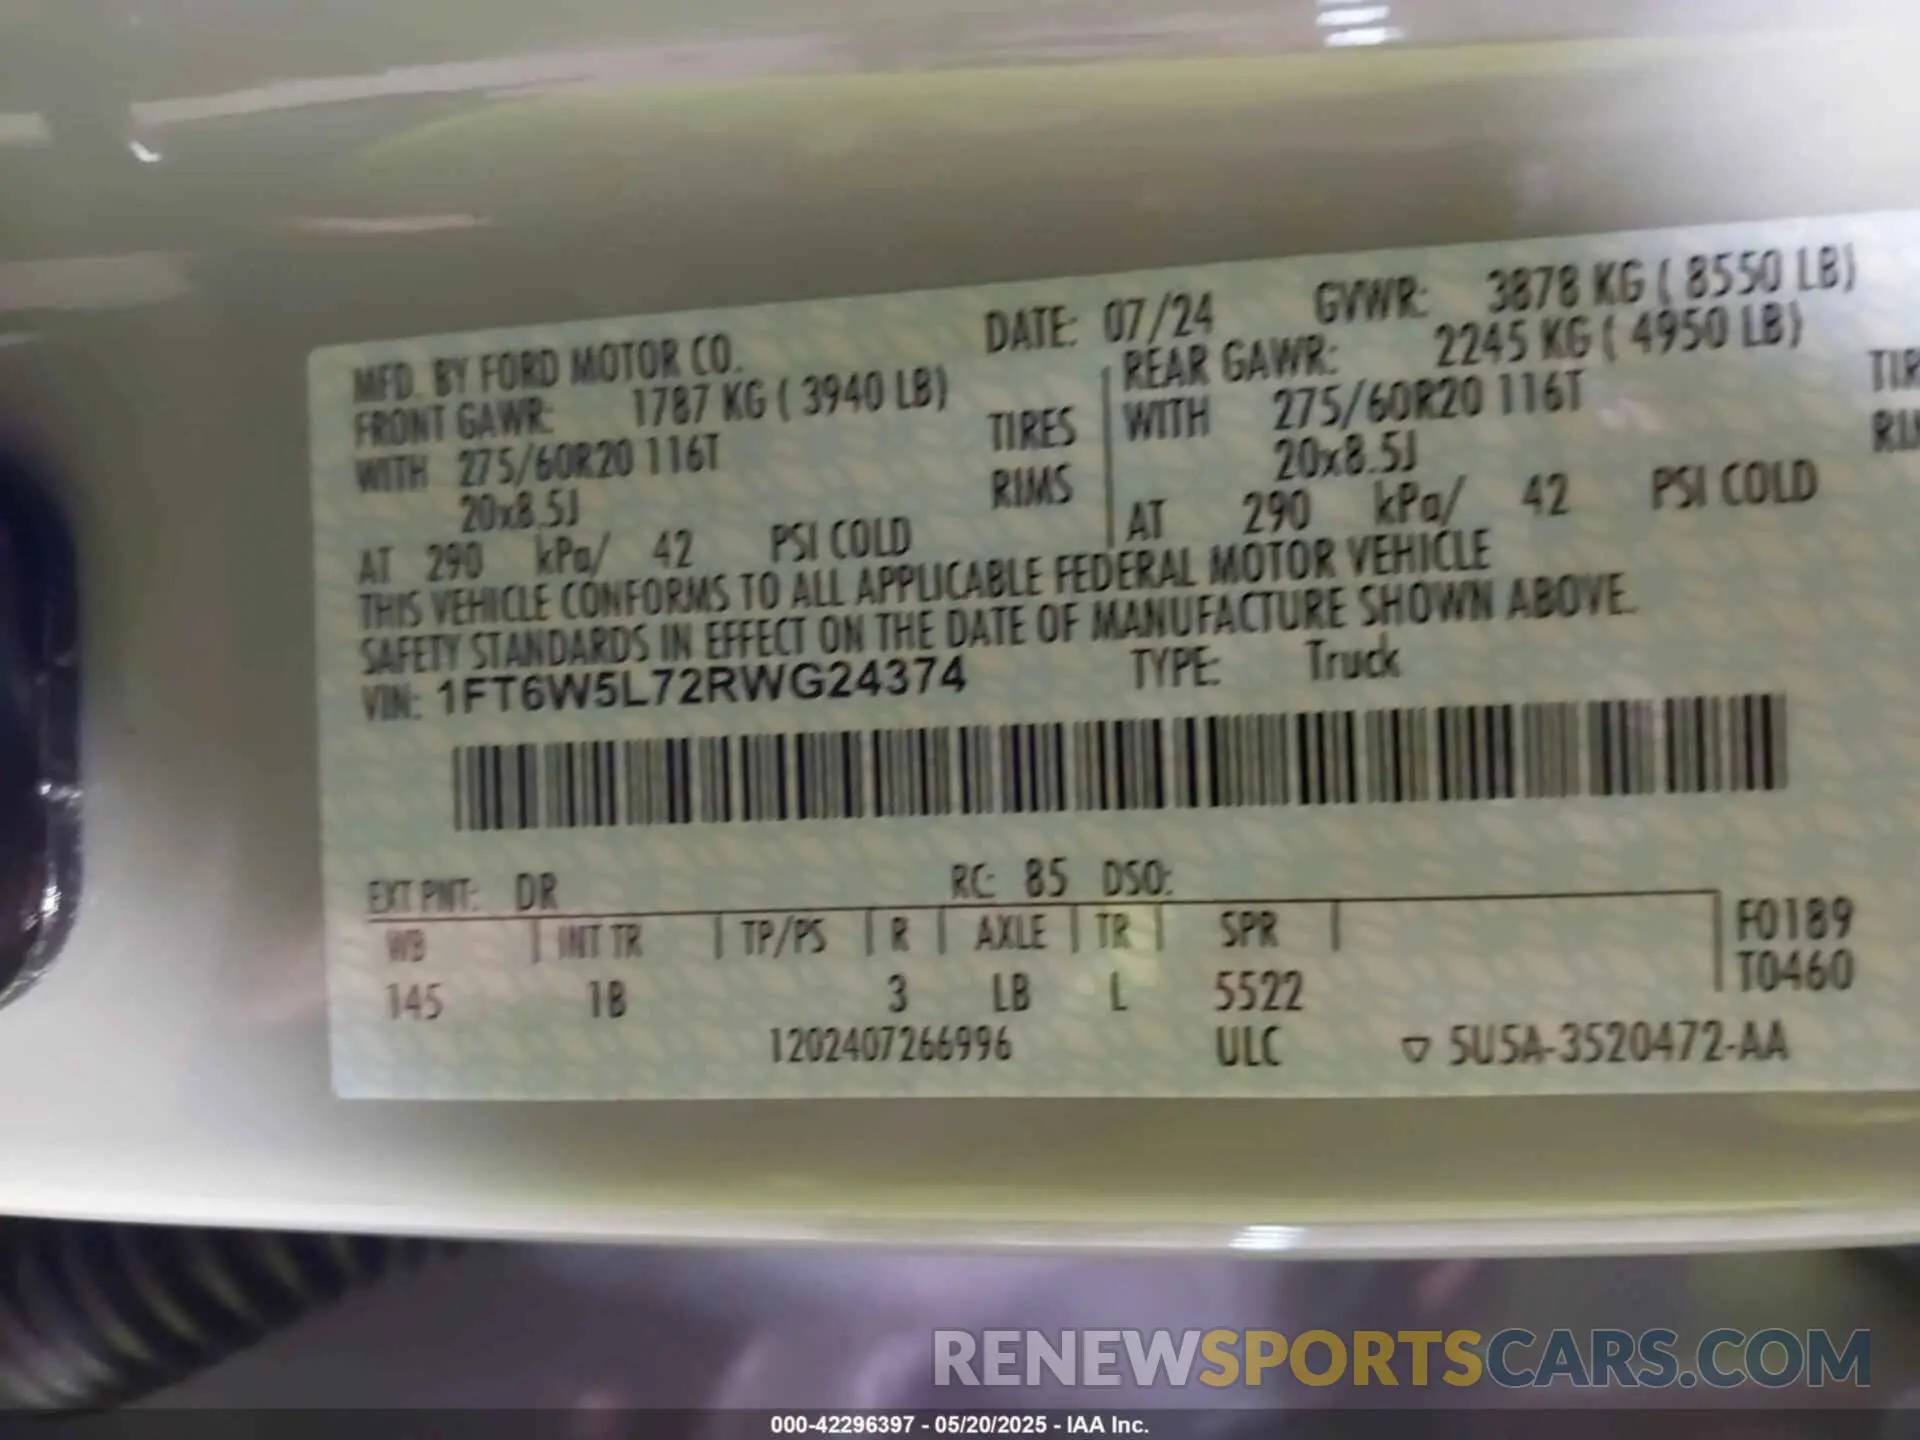 MFD. BY FORD MOTOR CO. DATE: 07/24 GVWR: 3878 KG ( 8550 LB)
FRONT GAWR: 1787 KG ( 3940 LB) REAR GAWR: 2245 KG ( 4950 LB)
WITH 275/60R20 116T TIRES WITH 275/60R20 116T
20x8.5J RIMS 20x8.5J
AT 290 kPa/ 42 PSI COLD AT 290 kPa/ 42 PSI COLD
THIS VEHICLE CONFORMS TO ALL APPLICABLE FEDERAL MOTOR VEHICLE
SAFETY STANDARDS IN EFFECT ON THE DATE OF MANUFACTURE SHOWN ABOVE.
VIN: 1FT6W5L72RWG24374 TYPE: Truck
EXT PNT: DR RC: 85 DSO:
WB INT TR TP/PS R AXLE TR SPR F0189
145 1B 3 LB L 5522 T0460
1202407266996 ULC ▽ 5U5A-3520472-AA
RENEWSPORTSCARS.COM
000-42296397 - 05/20/2025 - IAA Inc.